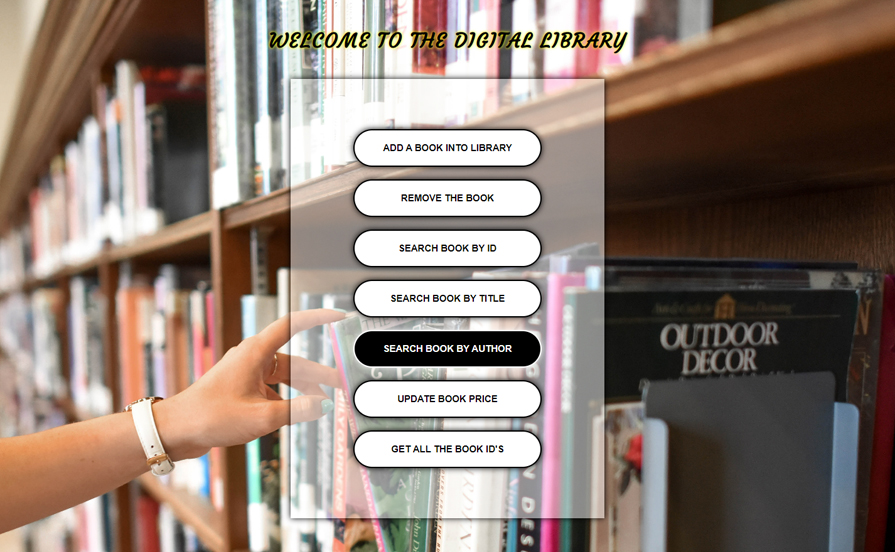 WELCOME TO THE DIGITAL LIBRARY
ADD A BOOK INTO LIBRARY
REMOVE THE BOOK
SEARCH BOOK BY ID
SEARCH BOOK BY TITLE
SEARCH BOOK BY AUTHOR
UPDATE BOOK PRICE
GET ALL THE BOOK ID'S
OUTDOOR
DECOR